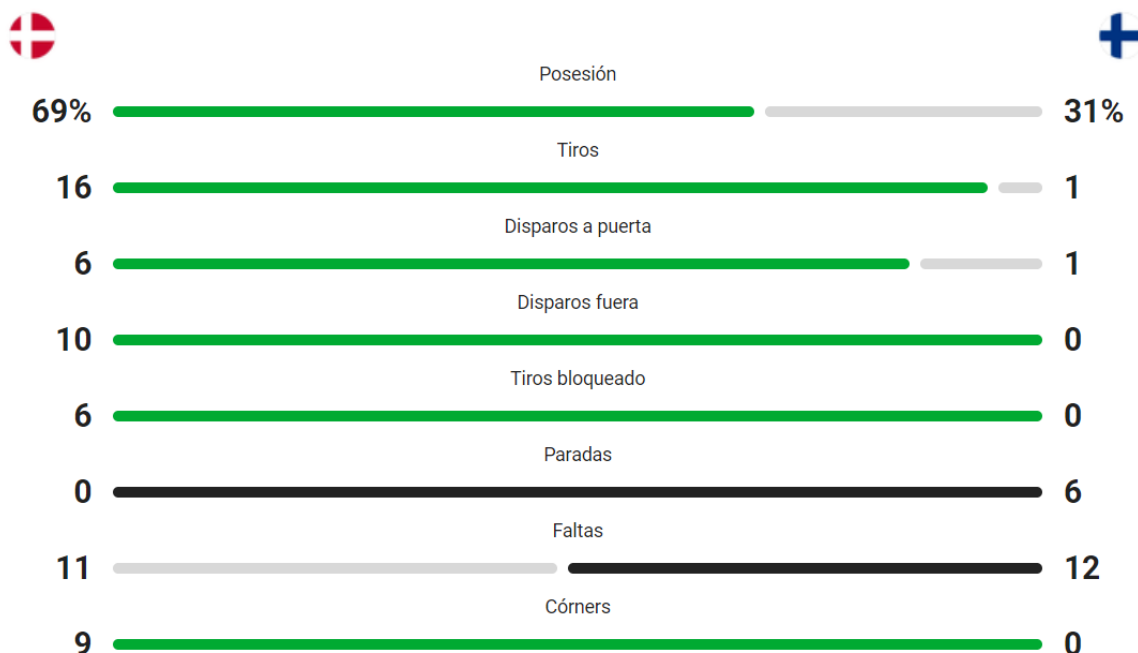 Posesión
69% 31%
Tiros
16 1
Disparos a puerta
6 1
Disparos fuera
10 0
Tiros bloqueado
6 0
Paradas
0 6
Faltas
11 12
Córners
9 0